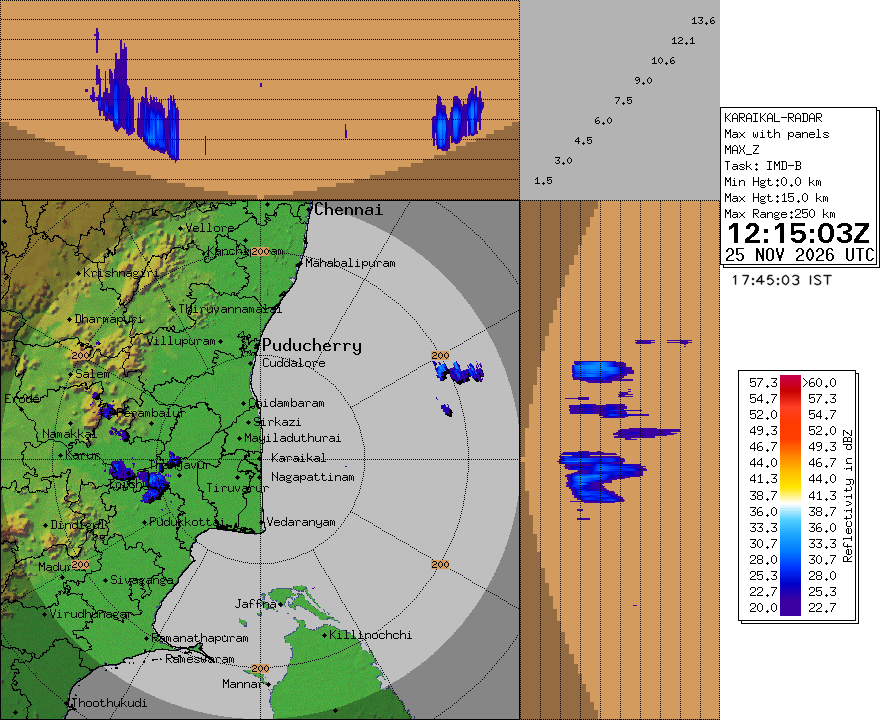 13.6
12.1
10.6
9.0
7.5
6.0
4.5
3.0
1.5
KARAIKAL-RADAR
Max with panels
MAX_Z
Task: IMD-B
Min Hgt:0.0 km
Max Hgt:15.0 km
Max Range:250 km
12:15:03Z
25 NOV 2026 UTC
17:45:03 IST
Chennai
Vellore
200
Mahabalipuram
Krishnagiri
Thiruvannamalai
Dharmapuri
Villupuram
Puducherry
200
200
Cuddalore
Salem
Erode
Chidambaram
Perambalur
Sirkazi
Namakkal
Mayiladuthurai
Karur
Karaikal
Nagapattinam
Tiruvarur
Dindigul
Pudukkottai
Vedaranyam
200
200
Sivaganga
Jaffna
Virudhunagar
Killinochchi
Ramanathapuram
Rameswaram
200
Mannar
Thoothukudi
57.3 >60.0
54.7 57.3
52.0 54.7
49.3 52.0
46.7 49.3
44.0 46.7
41.3 44.0
38.7 41.3
36.0 38.7
33.3 36.0
30.7 33.3
28.0 30.7
25.3 28.0
22.7 25.3
20.0 22.7
Reflectivity in dBZ